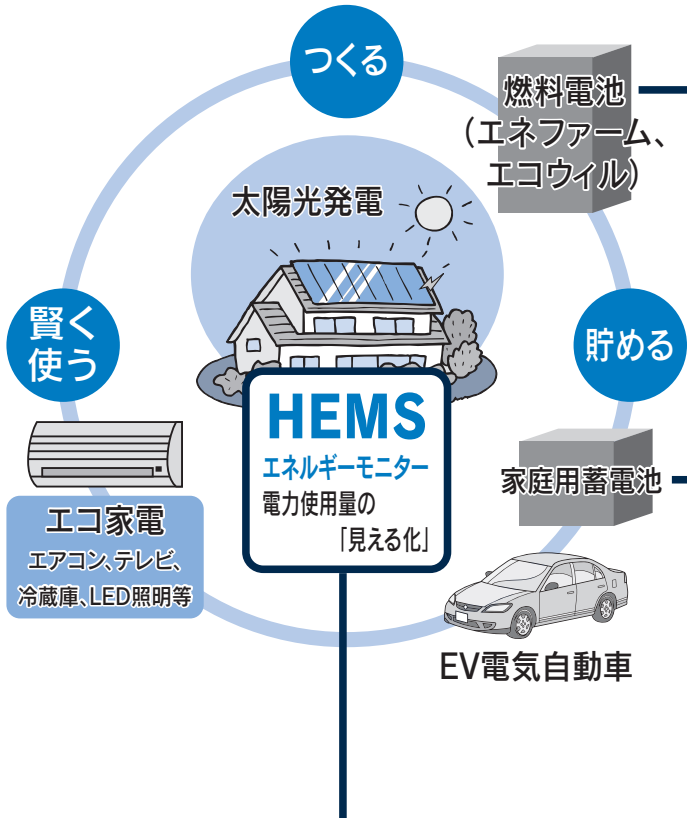 つくる
燃料電池
(エネファーム、
エコウィル)
太陽光発電
賢く
使う
貯める
HEMS
エネルギーモニター
電力使用量の
「見える化」
家庭用蓄電池
エコ家電
エアコン、テレビ、
冷蔵庫、LED照明等
EV電気自動車